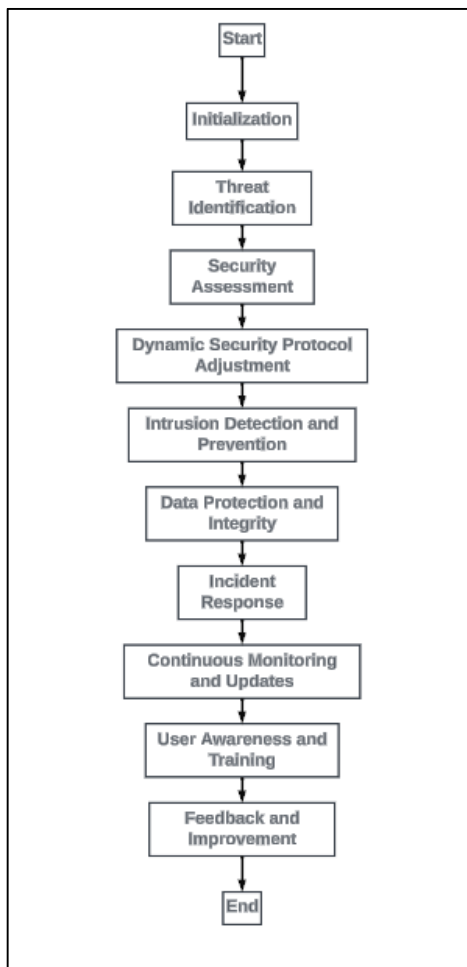 Start
Initialization
Threat
Identification
Security
Assessment
Dynamic Security Protocol
Adjustment
Intrusion Detection and
Prevention
Data Protection and
Integrity
Incident
Response
Continuous Monitoring
and Updates
User Awareness and
Training
Feedback and
Improvement
End